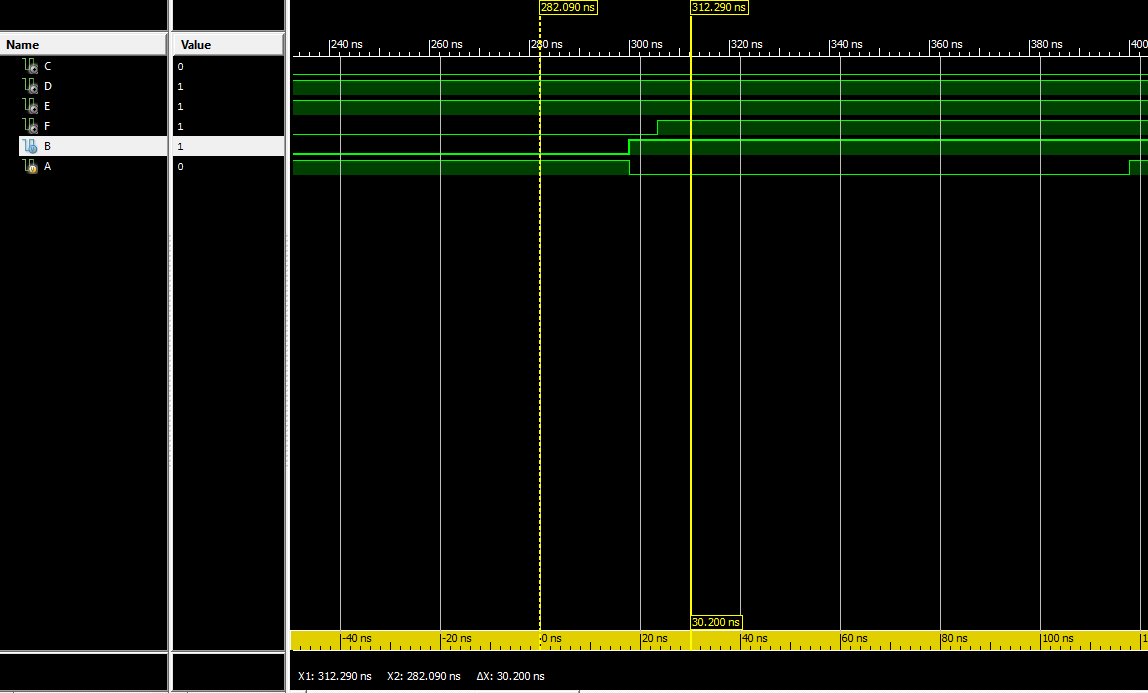 282.090 ns 312.290 ns
Name Value 240 ns 260 ns 280 ns 300 ns 320 ns 340 ns 360 ns 380 ns 400
C 0
D 1
E 1
F 1
B 1
A 0
30.200 ns
-40 ns -20 ns 0 ns 20 ns 40 ns 60 ns 80 ns 100 ns 1
X1: 312.290 ns X2: 282.090 ns ΔX: 30.200 ns